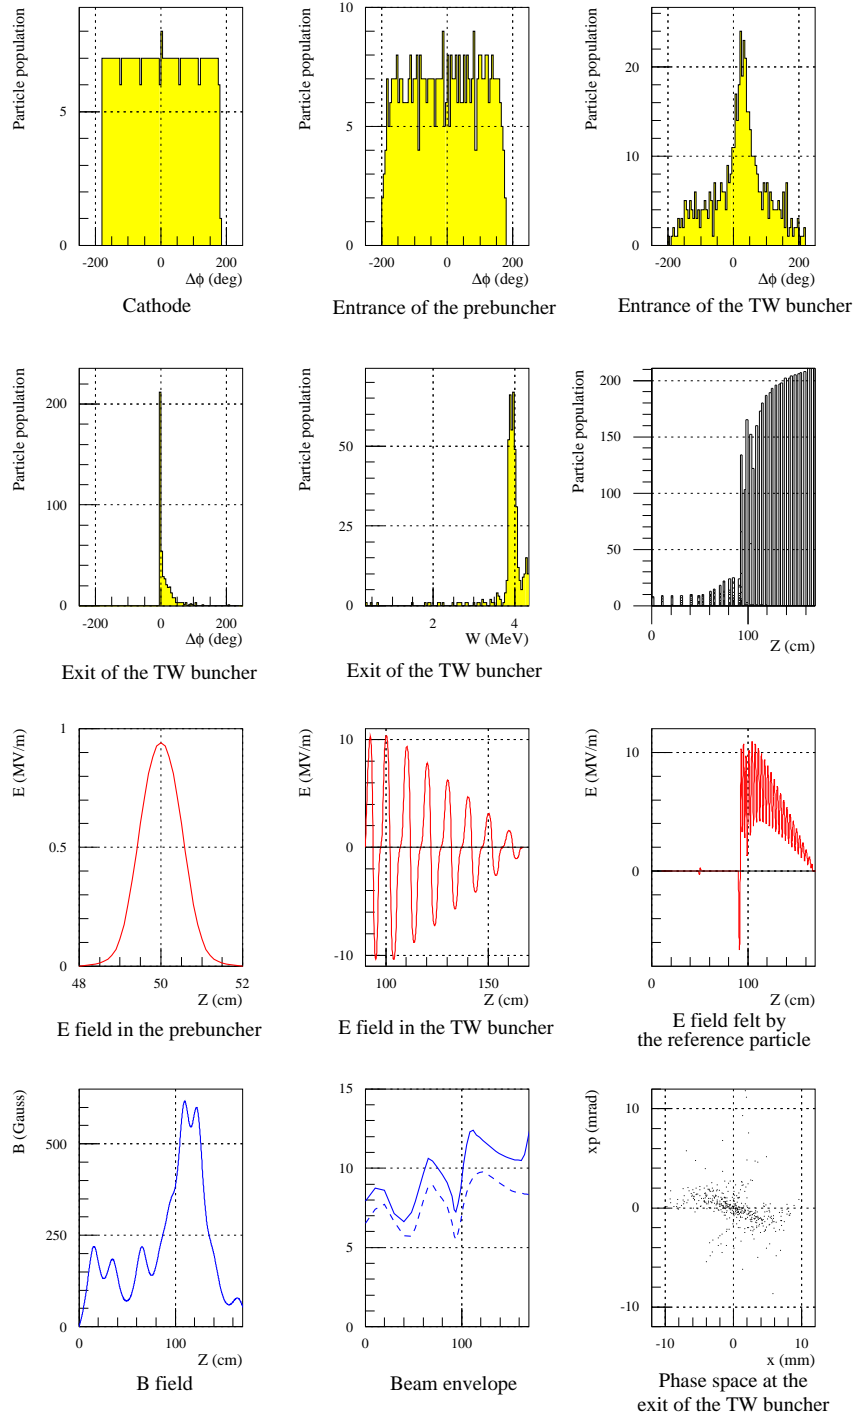 Particle population
5
0
-200
0
200
Δϕ (deg)
Cathode
Particle population
10
5
0
-200
0
200
Δϕ (deg)
Entrance of the prebuncher
Particle population
20
10
0
-200
0
200
Δϕ (deg)
Entrance of the TW buncher
Particle population
200
100
0
-200
0
200
Δϕ (deg)
Exit of the TW buncher
Particle population
50
25
0
2
4
W (MeV)
Exit of the TW buncher
Particle population
200
150
100
50
0
0
100
Z (cm)
E (MV/m)
1
0.5
0
48
50
52
Z (cm)
E field in the prebuncher
E (MV/m)
10
0
-10
100
150
Z (cm)
E field in the TW buncher
E (MV/m)
10
0
0
100
Z (cm)
E field felt by
the reference particle
B (Gauss)
500
250
0
0
100
Z (cm)
B field
15
10
5
0
0
100
Beam envelope
xp (mrad)
10
0
-10
-10
0
10
x (mm)
Phase space at the
exit of the TW buncher